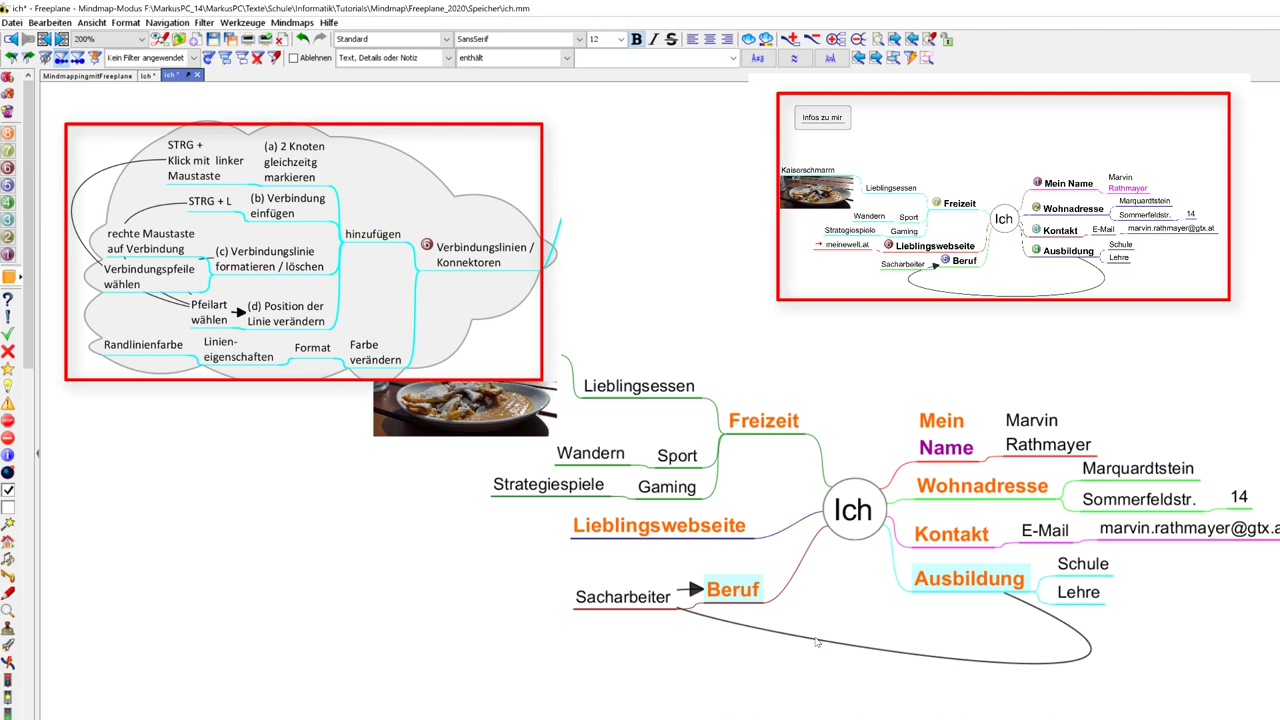 ich* - Freeplane - Mindmap-Modus F:\MarkusPC_14\MarkusPC\Texte\Schule\Informatik\Tutorials\Mindmap\Freeplane_2020\Speicher\ich.mm
Datei Bearbeiten Ansicht Format Navigation Filter Werkzeuge Mindmaps Hilfe
200% Standard SansSerif 12 B I S
Kein Filter angewendet Ablehnen Text, Details oder Notiz enthält
MindmappingmitFreeplane Ich * ich *
STRG +
Klick mit linker
Maustaste
(a) 2 Knoten
gleichzeitg
markieren
STRG + L
(b) Verbindung
einfügen
rechte Maustaste
auf Verbindung
(c) Verbindungslinie
formatieren / löschen
Verbindungspfeile
wählen
Pfeilart
wählen
(d) Position der
Linie verändern
hinzufügen
6 Verbindungslinien /
Konnektoren
Randlinienfarbe
Linien-
eigenschaften
Format
Farbe
verändern
Infos zu mir
Kaiserschmarrn
Lieblingsessen
Freizeit
Wandern
Sport
Strategiespiele
Gaming
meinewelt.at
Lieblingswebseite
Sacharbeiter
Beruf
Ich
Mein Name
Marvin
Rathmayer
Wohnadresse
Marquardtstein
Sommerfeldstr.
14
Kontakt
E-Mail
marvin.rathmayer@gtx.at
Ausbildung
Schule
Lehre
Lieblingsessen
Freizeit
Wandern
Sport
Strategiespiele
Gaming
Lieblingswebseite
Sacharbeiter
Beruf
Ich
Mein
Name
Marvin
Rathmayer
Wohnadresse
Marquardtstein
Sommerfeldstr.
14
Kontakt
E-Mail
marvin.rathmayer@gtx.a
Ausbildung
Schule
Lehre